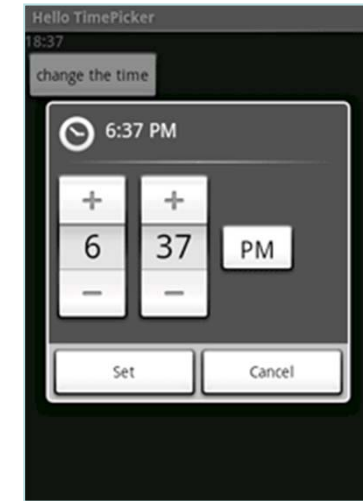 Hello TimePicker
18:37
change the time
6:37 PM
+ +
6 37 PM
− −
Set Cancel